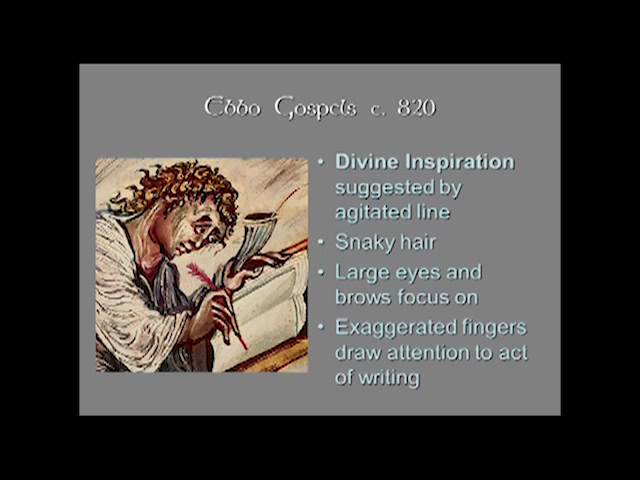 Ebbo Gospels c. 820
• Divine Inspiration
suggested by
agitated line
• Snaky hair
• Large eyes and
brows focus on
• Exaggerated fingers
draw attention to act
of writing